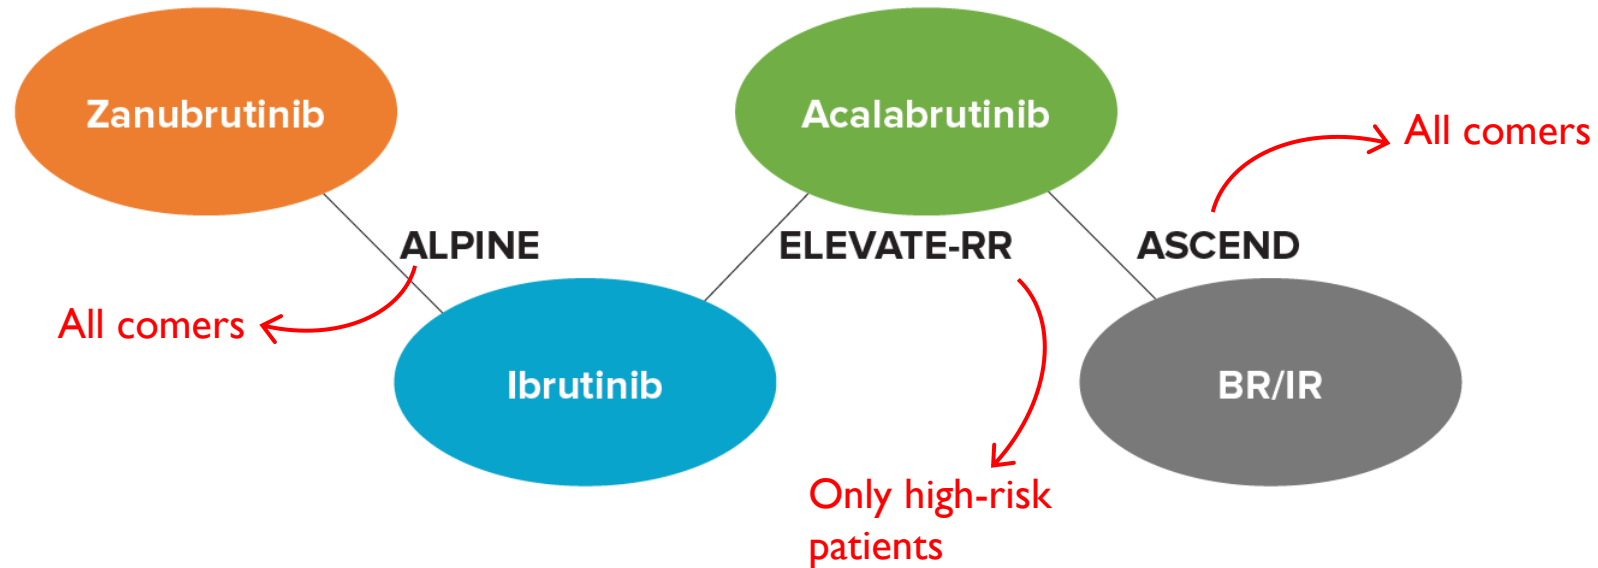 Zanubrutinib
Acalabrutinib
All comers
ALPINE
ELEVATE-RR
ASCEND
All comers
Ibrutinib
BR/IR
Only high-risk
patients